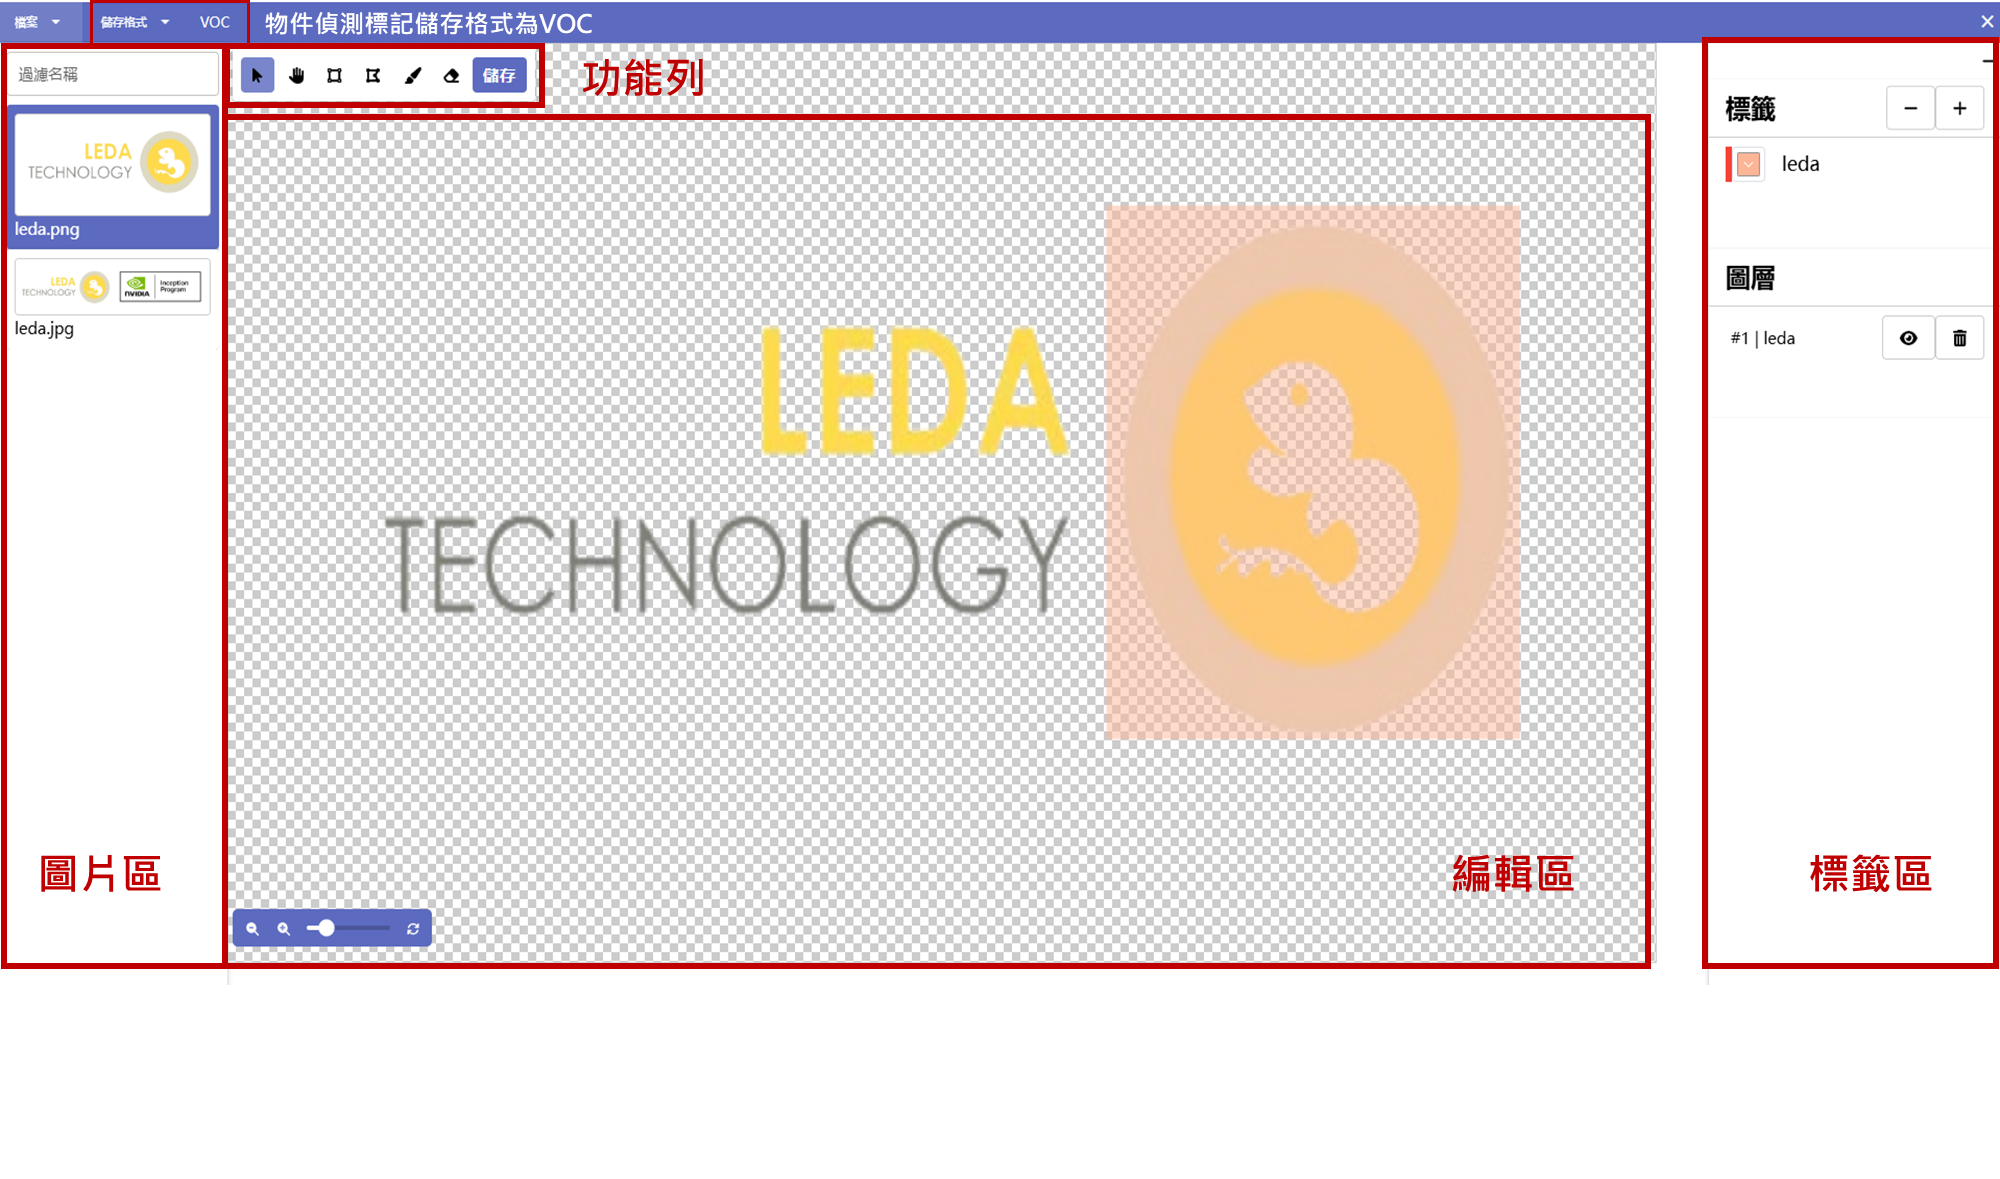 檔案
儲存格式
VOC
物件偵測標記儲存格式為VOC
過濾名稱
儲存
功能列
LEDA
TECHNOLOGY
leda.png
LEDA
TECHNOLOGY
NVIDIA
Inception
Program
leda.jpg
圖片區
LEDA
TECHNOLOGY
編輯區
標籤
leda
圖層
#1 | leda
標籤區